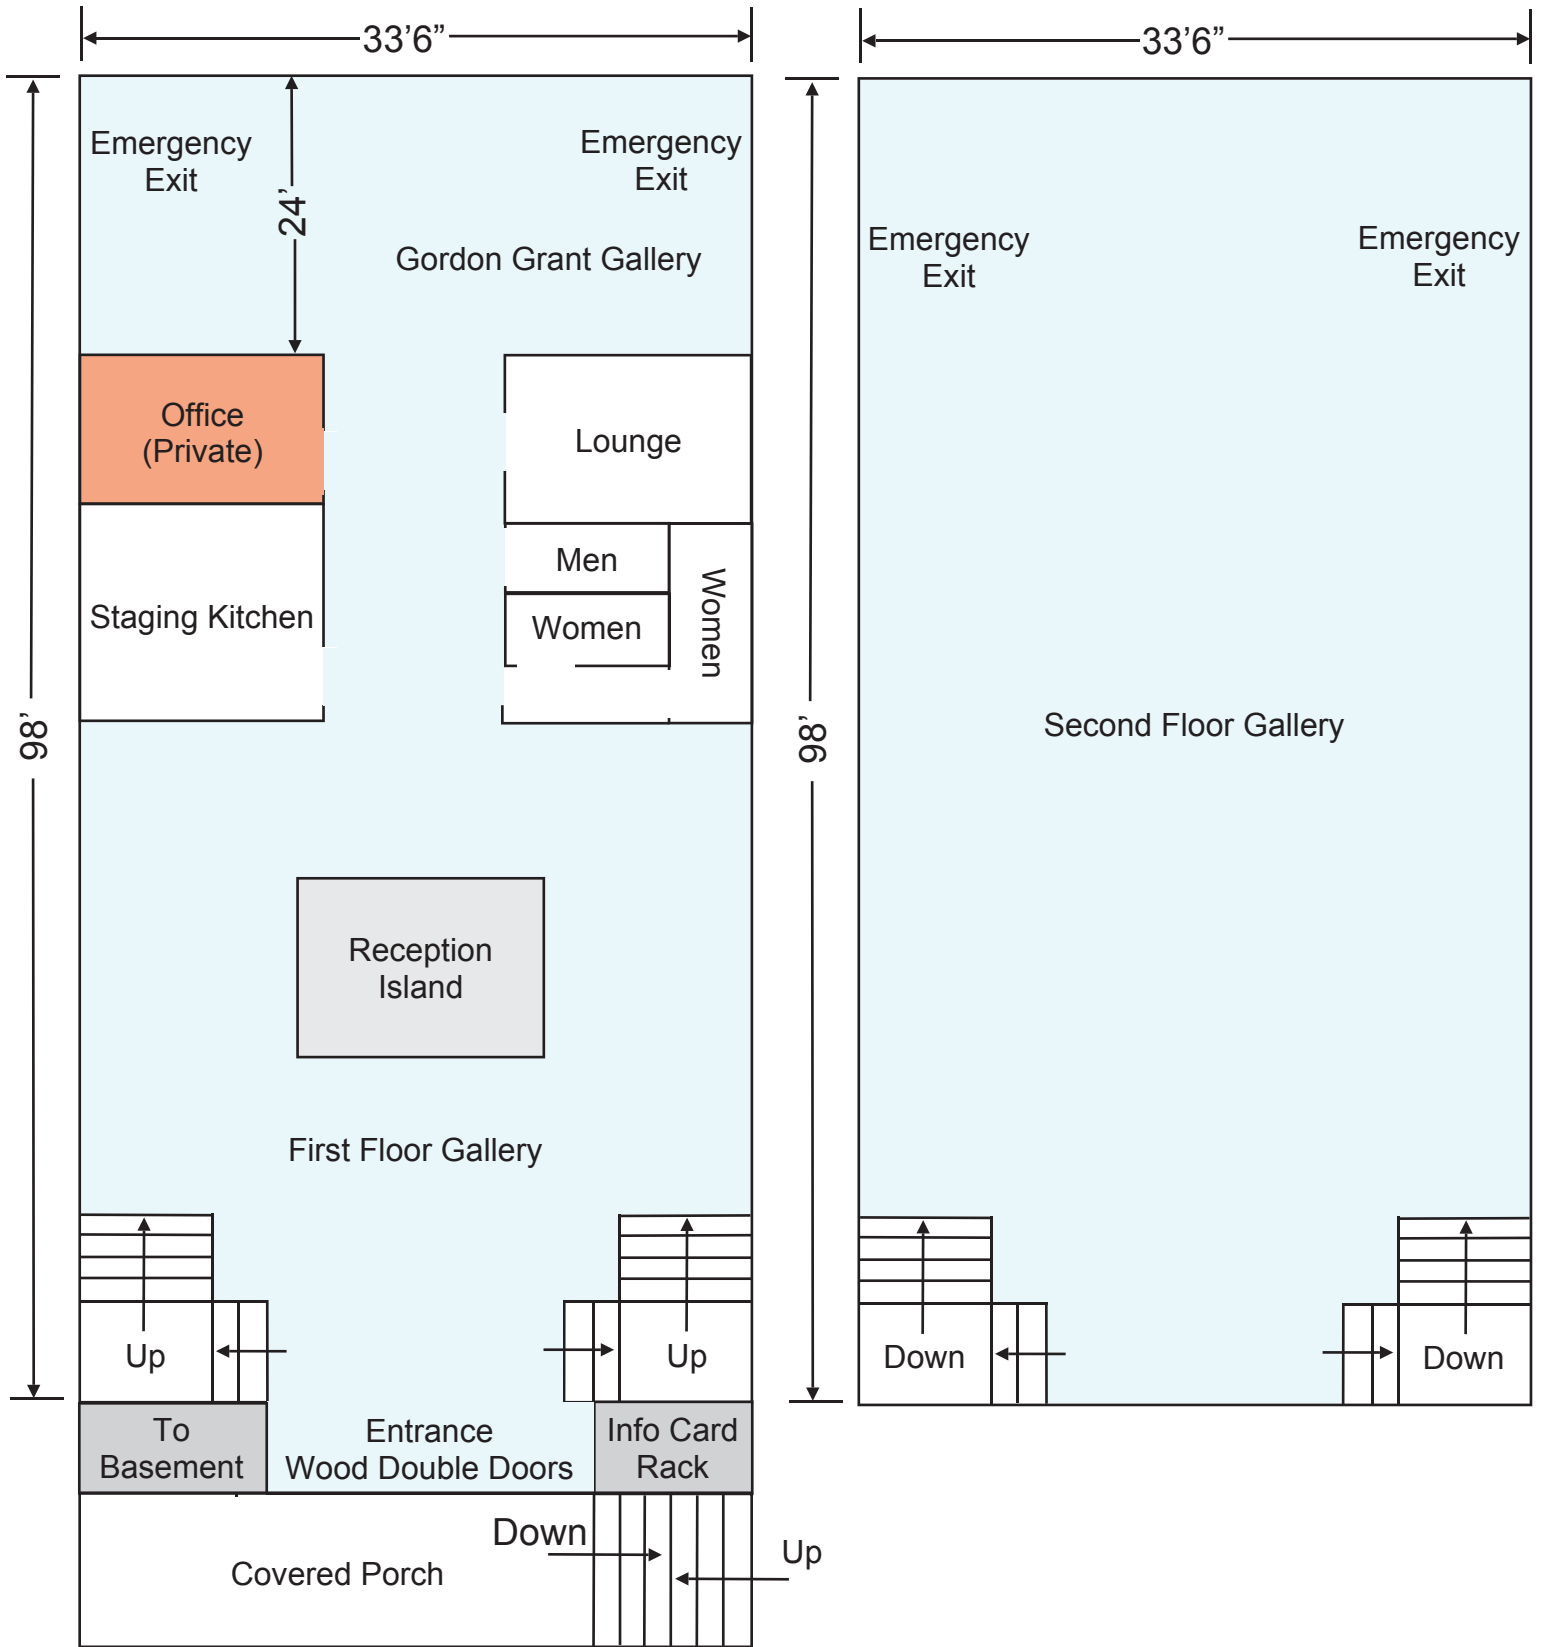 33’6”
33’6”
Emergency
Exit
Emergency
Exit
24’
Gordon Grant Gallery
Emergency
Exit
Emergency
Exit
Office
(Private)
Lounge
Men
Women
Women
Staging Kitchen
98’
98’
Second Floor Gallery
Reception
Island
First Floor Gallery
Up
Up
Down
Down
To
Basement
Entrance
Wood Double Doors
Info Card
Rack
Down
Up
Covered Porch